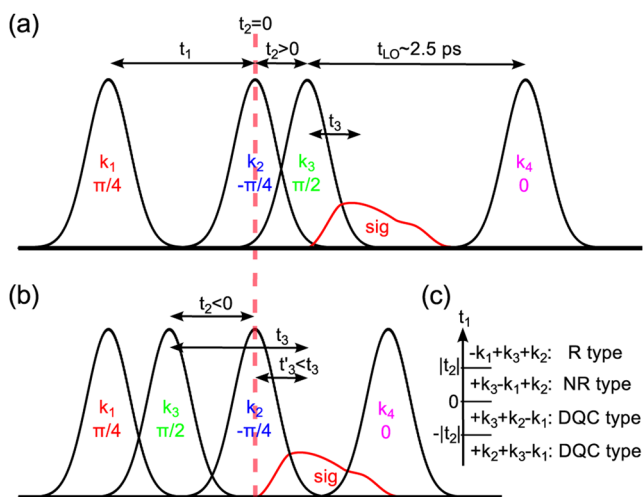 (a)
t₂=0
t₁
t₂>0
t_LO~2.5 ps
t₃
k₁
π/4
k₂
-π/4
k₃
π/2
k₄
0
sig
(b)
t₂<0
t₃
t'₃<t₃
k₁
π/4
k₃
π/2
k₂
-π/4
k₄
0
sig
(c)
t₁
-k₁+k₃+k₂: R type
|t₂|
+k₃-k₁+k₂: NR type
0
+k₃+k₂-k₁: DQC type
-|t₂|
+k₂+k₃-k₁: DQC type